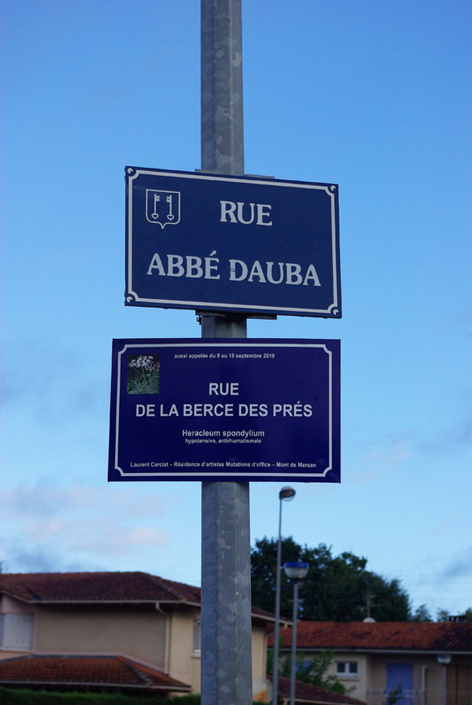 RUE
ABBÉ DAUBA
aussi appelée du 8 au 18 septembre 2010
RUE
DE LA BERCE DES PRÉS
Heracleum spondylium
hypotensive, antirhumatismale
Laurent Cerciat – Résidence d'artistes Mutations d'office – Mont de Marsan